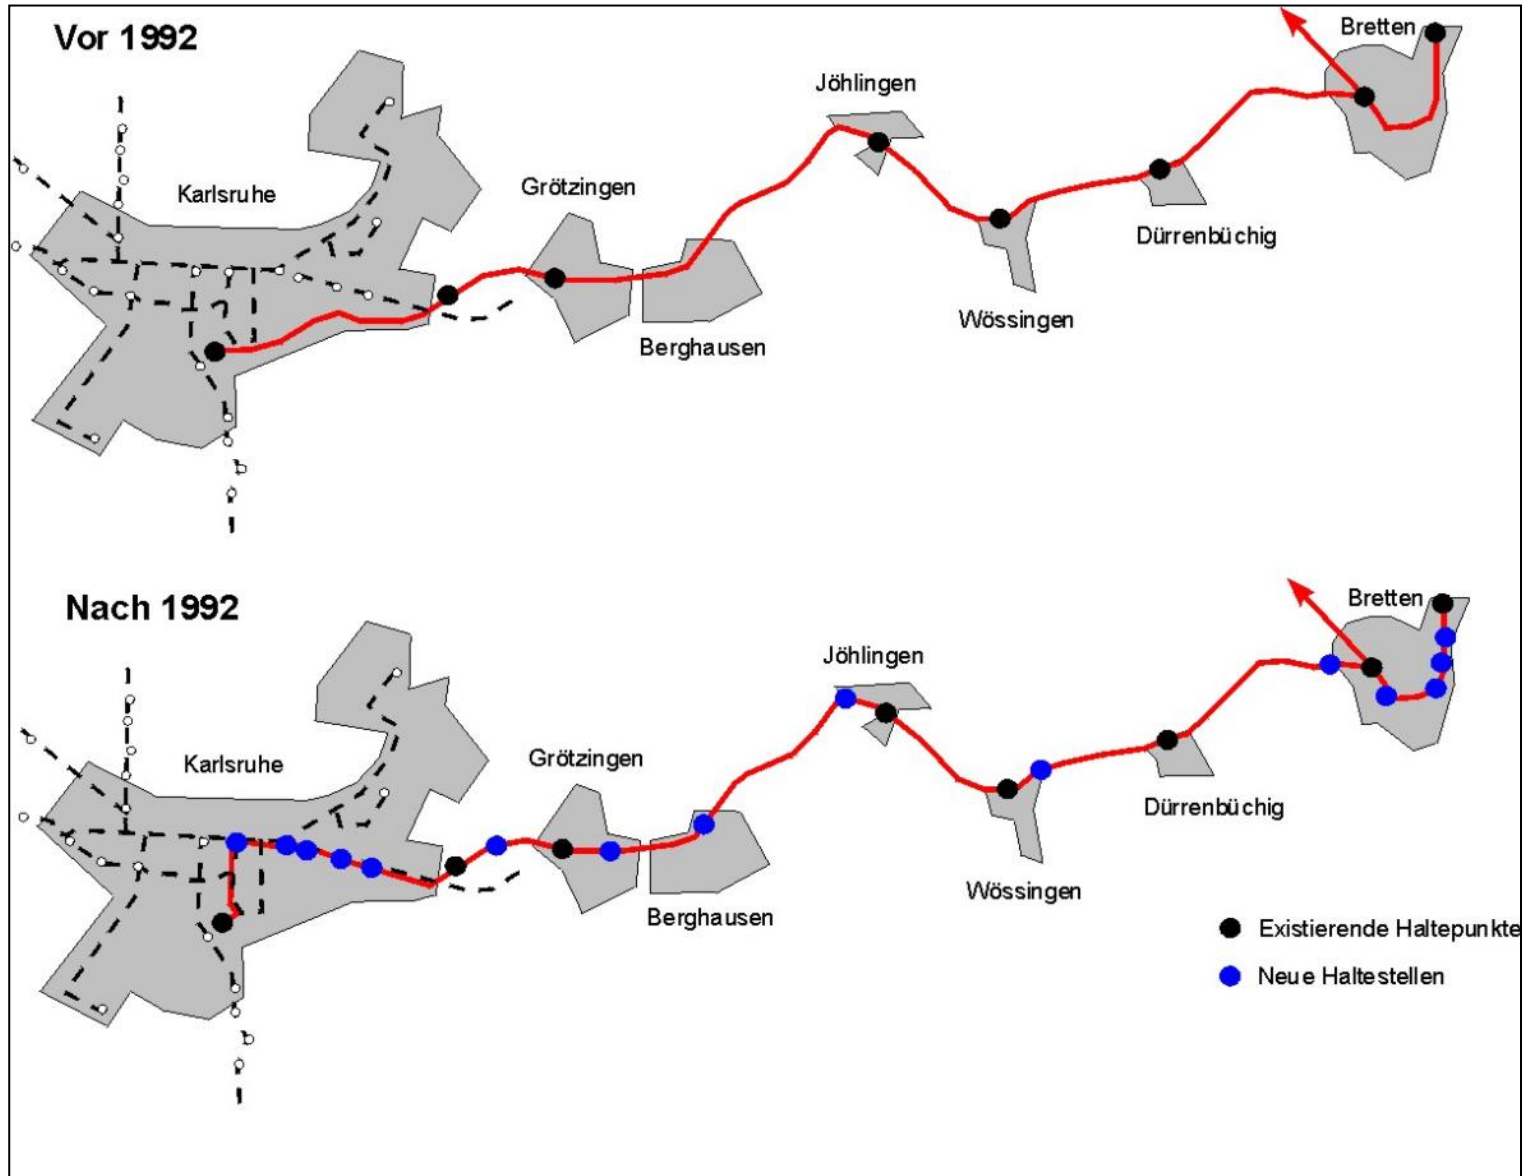 Vor 1992
Bretten
Jöhlingen
Karlsruhe
Grötzingen
Dürrenbüchig
Wössingen
Berghausen
Nach 1992
Bretten
Jöhlingen
Karlsruhe
Grötzingen
Dürrenbüchig
Wössingen
Berghausen
Existierende Haltepunkte
Neue Haltestellen